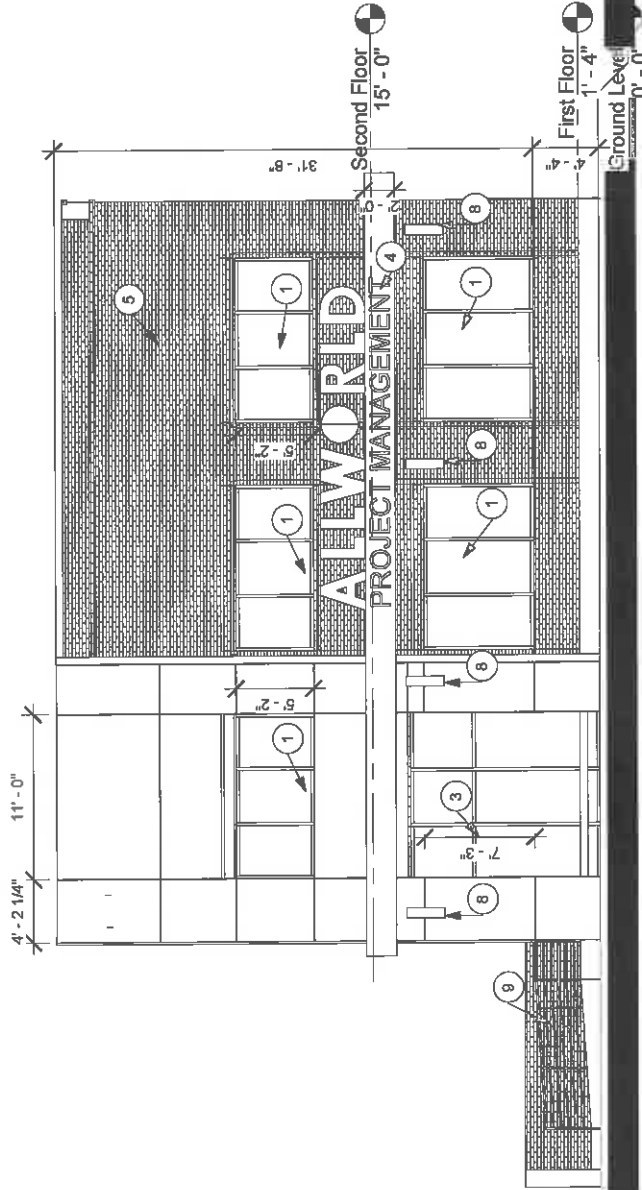 4' - 2 1/4"
11' - 0"
31' - 8"
5
1
1
1
5' - 2"
5' - 2"
ALLWORLD
PROJECT MANAGEMENT
Second Floor
15' - 0"
2' - 0"
4
8
8
8
8
1
1
3
7' - 3"
9
First Floor
1' - 4"
4' - 4"
Ground Level
0' - 0"